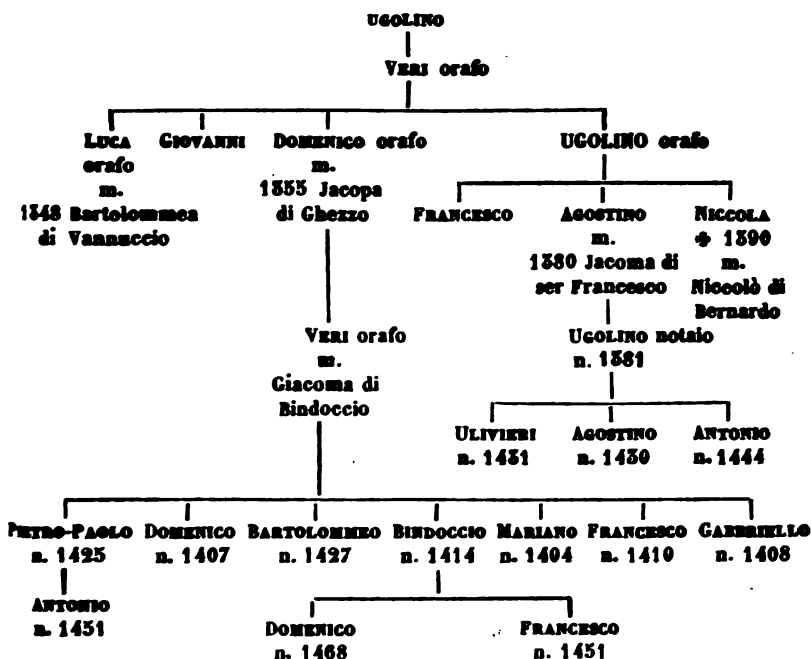 UGOLINO
VERI orafo
LUCA GIOVANNI DOMENICO orafo UGOLINO orafo
orafo m.
m. 1355 Jacopa FRANCESCO AGOSTINO NICCOLA
1348 Bartolommea di Ghezzo m. ✠ 1390
di Vannuccio 1380 Jacoma di m.
ser Francesco Niccolò di
Bernardo
VERI orafo UGOLINO notaio
m. n. 1381
Giacoma di
Bindoccio
ULIVIERI AGOSTINO ANTONIO
n. 1431 n. 1430 n. 1444
PIETRO-PAOLO DOMENICO BARTOLOMMEO BINDOCCIO MARIANO FRANCESCO GABBRIELLO
n. 1425 n. 1407 n. 1427 n. 1414 n. 1404 n. 1410 n. 1408
ANTONIO
n. 1451
DOMENICO FRANCESCO
n. 1468 n. 1451